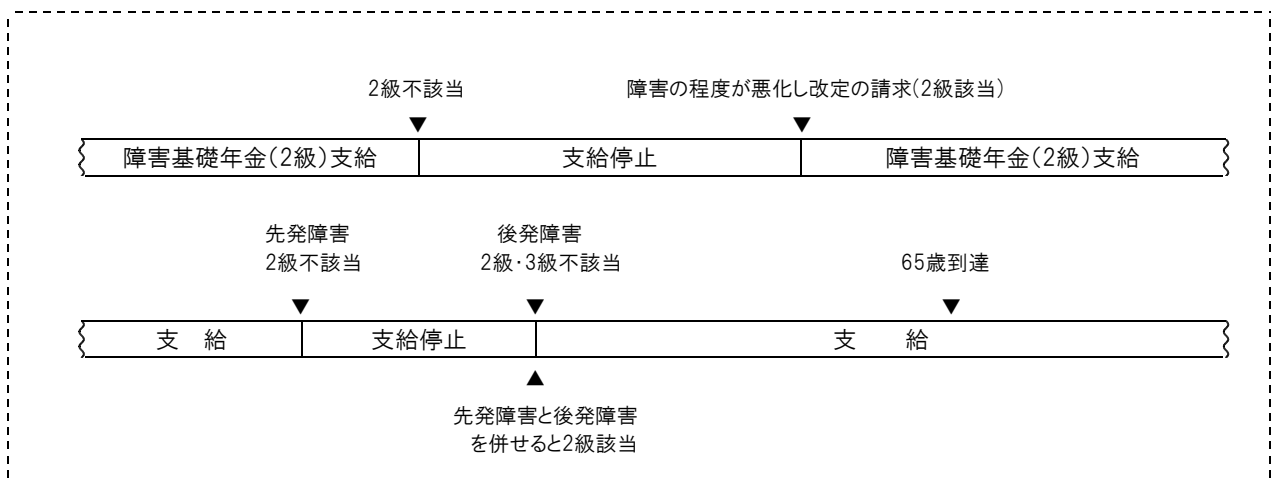 2級不該当 障害の程度が悪化し改定の請求(2級該当)
▼ ▼
障害基礎年金(2級)支給 支給停止 障害基礎年金(2級)支給
先発障害 後発障害
2級不該当 2級・3級不該当 65歳到達
▼ ▼ ▼
支 給 支給停止 支 給
▲
先発障害と後発障害
を併せると2級該当